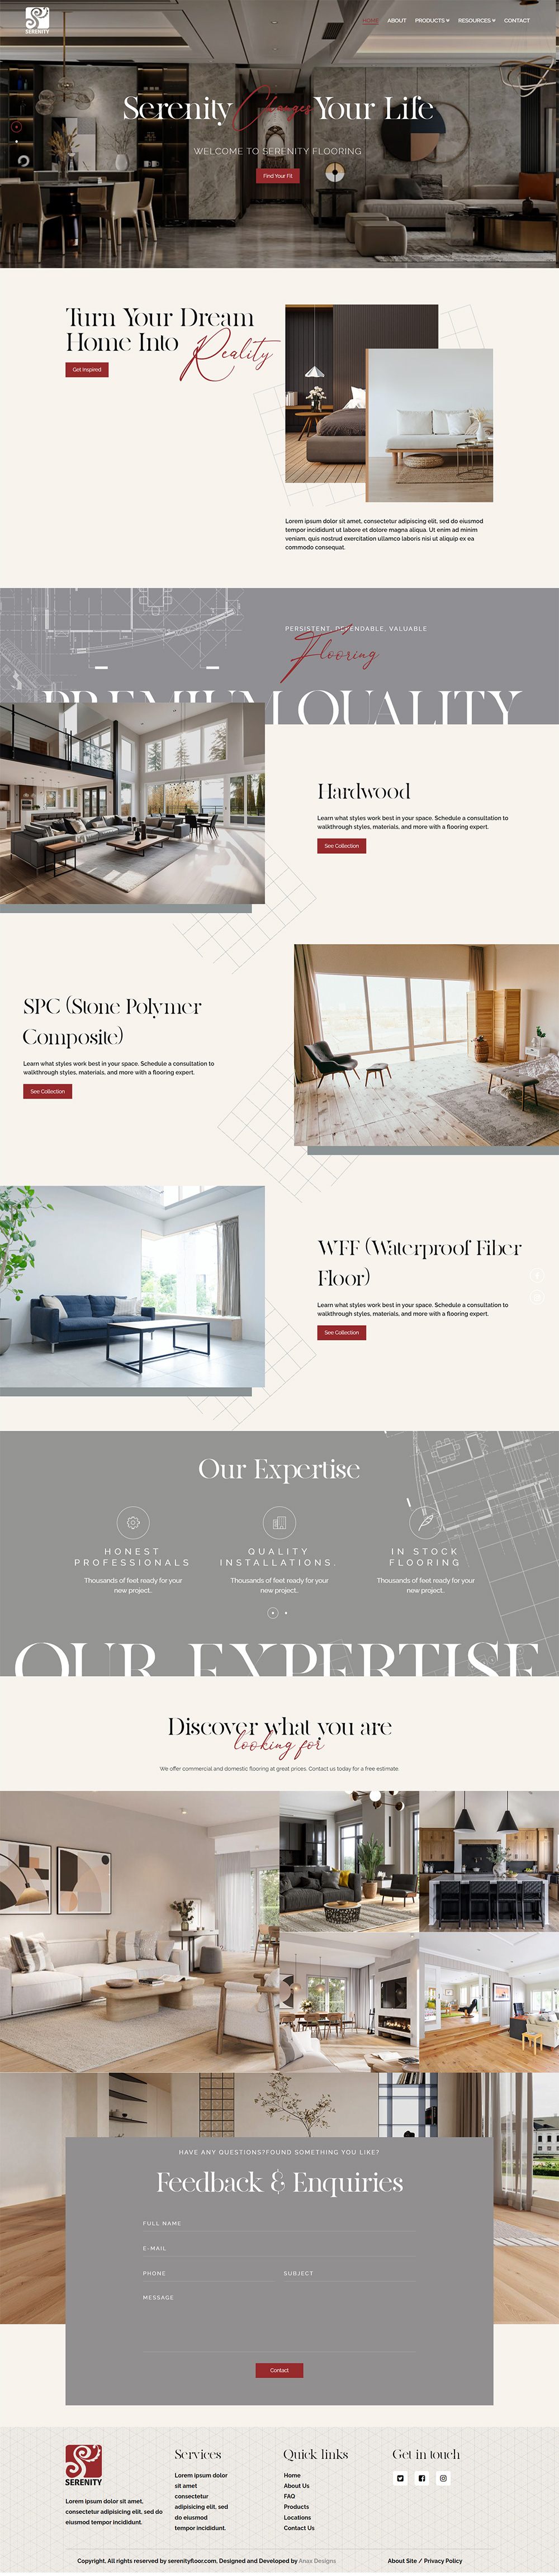 SERENITY
HOME ABOUT PRODUCTS RESOURCES CONTACT
Serenity Changes Your Life
WELCOME TO SERENITY FLOORING
Find Your Fit
Turn Your Dream
Home Into Reality
Get Inspired
Lorem ipsum dolor sit amet, consectetur adipiscing elit, sed do eiusmod
tempor incididunt ut labore et dolore magna aliqua. Ut enim ad minim
veniam, quis nostrud exercitation ullamco laboris nisi ut aliquip ex ea
commodo consequat.
PERSISTENT, DEPENDABLE, VALUABLE
Flooring
PREMIUM QUALITY
Hardwood
Learn what styles work best in your space. Schedule a consultation to
walkthrough styles, materials, and more with a flooring expert.
See Collection
SPC (Stone Polymer
Composite)
Learn what styles work best in your space. Schedule a consultation to
walkthrough styles, materials, and more with a flooring expert.
See Collection
WFF (Waterproof Fiber
Floor)
Learn what styles work best in your space. Schedule a consultation to
walkthrough styles, materials, and more with a flooring expert.
See Collection
Our Expertise
HONEST
PROFESSIONALS
Thousands of feet ready for your
new project..
QUALITY
INSTALLATIONS.
Thousands of feet ready for your
new project..
IN STOCK
FLOORING
Thousands of feet ready for your
new project..
OUR EXPERTISE
Discover what you are
looking for
We offer commercial and domestic flooring at great prices. Contact us today for a free estimate.
HAVE ANY QUESTIONS?FOUND SOMETHING YOU LIKE?
Feedback & Enquiries
FULL NAME
E-MAIL
PHONE SUBJECT
MESSAGE
Contact
SERENITY
Lorem ipsum dolor sit amet,
consectetur adipisicing elit, sed do
eiusmod tempor incididunt.
Services
Lorem ipsum dolor
sit amet
consectetur
adipisicing elit, sed
do eiusmod
tempor incididunt.
Quick links
Home
About Us
FAQ
Products
Locations
Contact Us
Get in touch
Copyright. All rights reserved by serenityfloor.com. Designed and Developed by Anax Designs
About Site / Privacy Policy